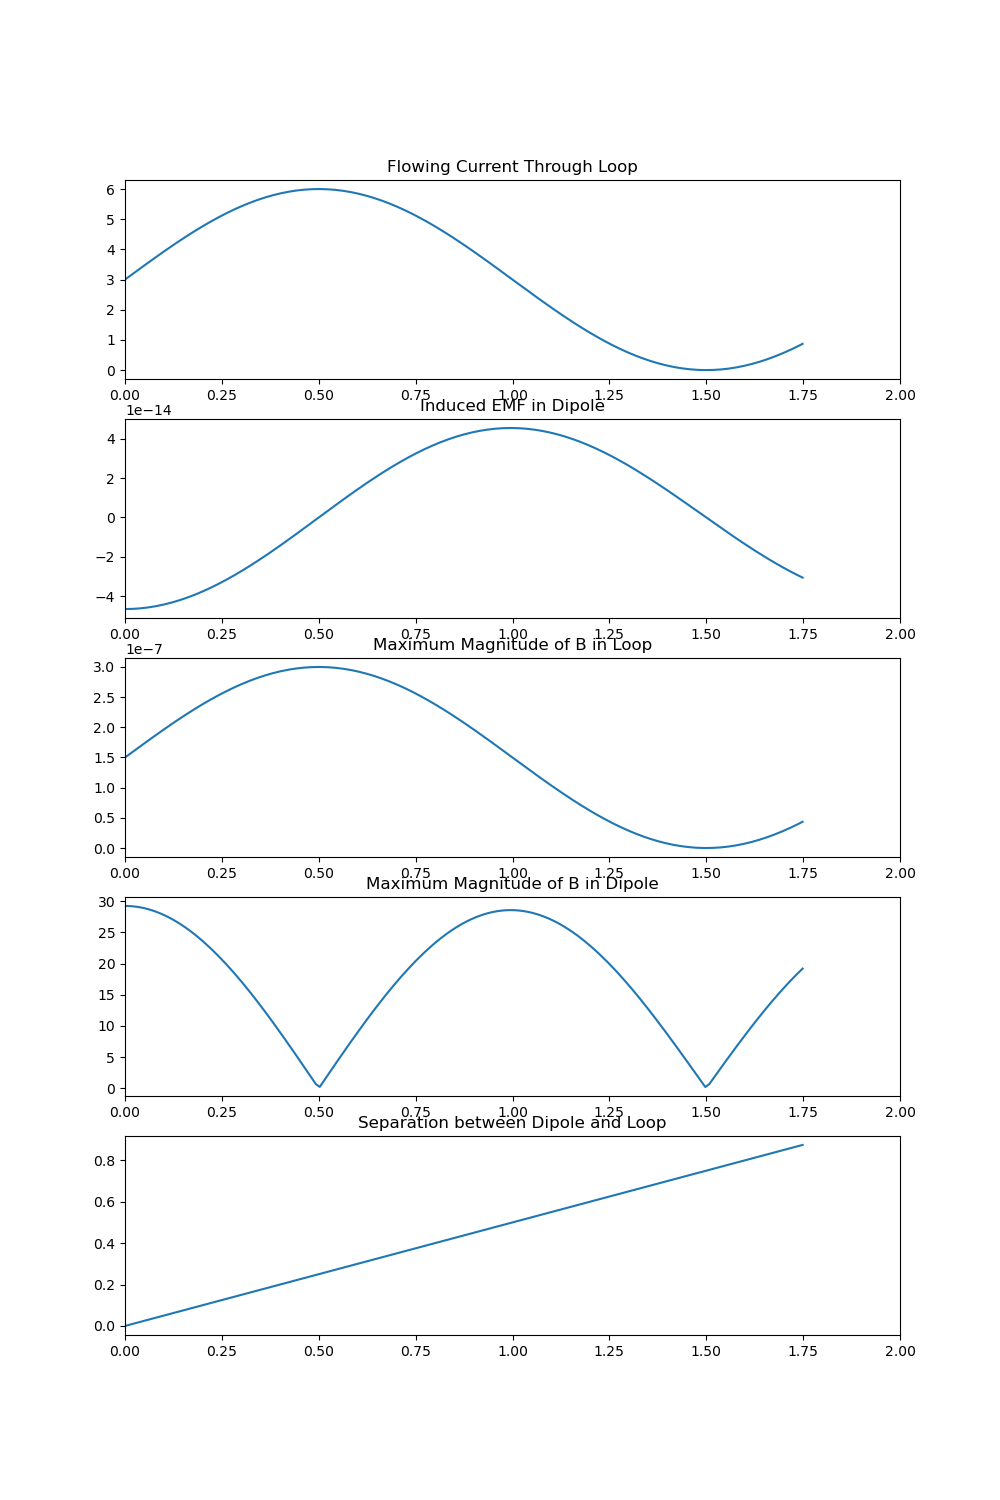 Flowing Current Through Loop
6
5
4
3
2
1
0
0.00 0.25 0.50 0.75 1.00 1.25 1.50 1.75 2.00
Induced EMF in Dipole
1e−14
4
2
0
−2
−4
0.00 0.25 0.50 0.75 1.00 1.25 1.50 1.75 2.00
Maximum Magnitude of B in Loop
1e−7
3.0
2.5
2.0
1.5
1.0
0.5
0.0
0.00 0.25 0.50 0.75 1.00 1.25 1.50 1.75 2.00
Maximum Magnitude of B in Dipole
30
25
20
15
10
5
0
0.00 0.25 0.50 0.75 1.00 1.25 1.50 1.75 2.00
Separation between Dipole and Loop
0.8
0.6
0.4
0.2
0.0
0.00 0.25 0.50 0.75 1.00 1.25 1.50 1.75 2.00